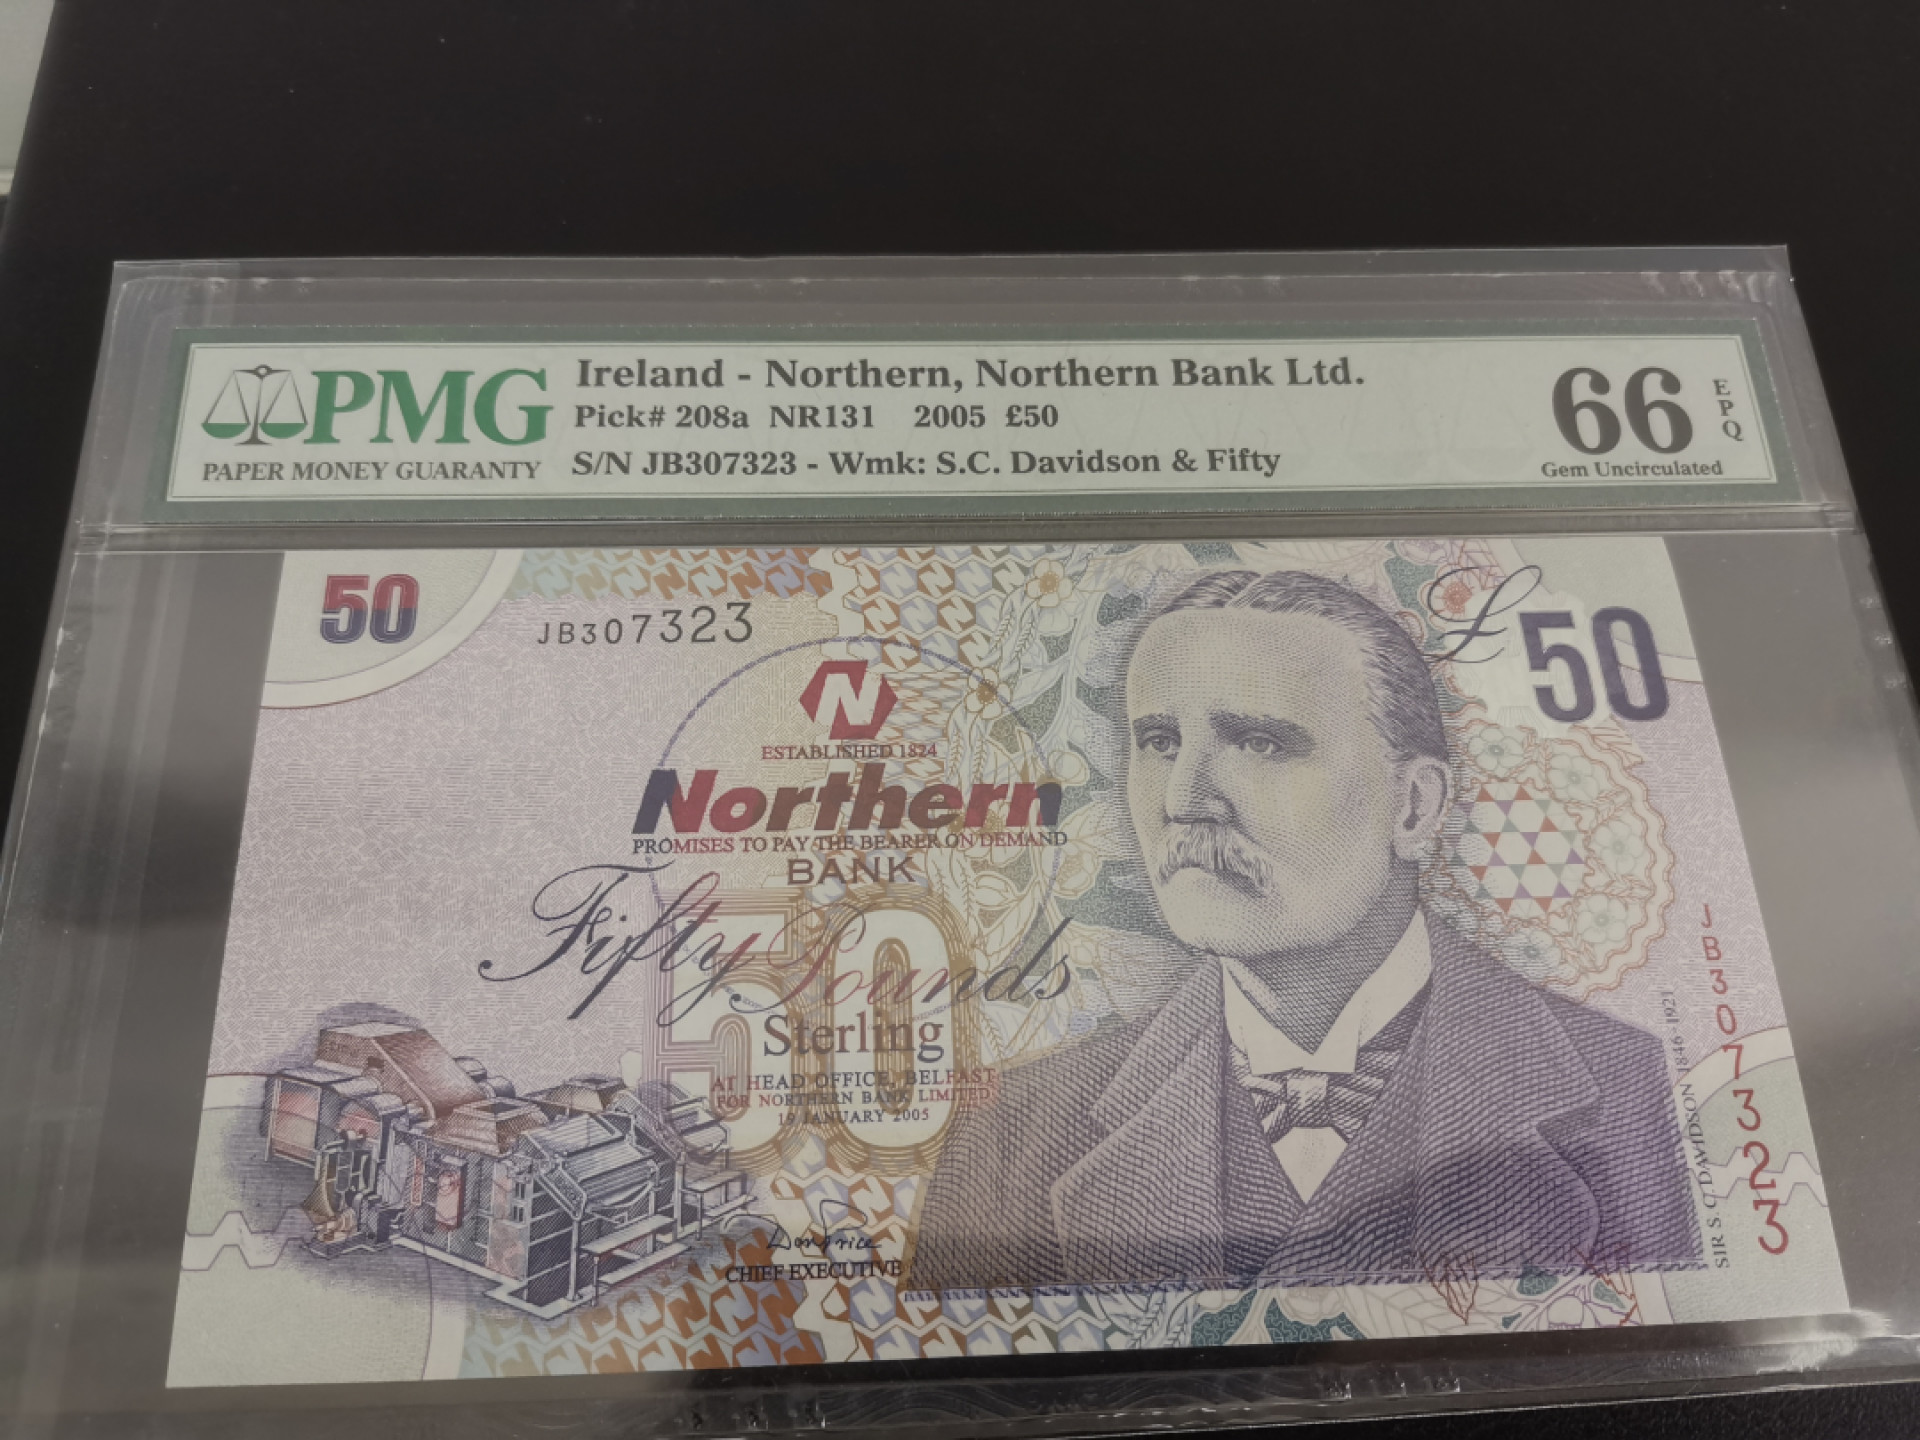 PMG
PAPER MONEY GUARANTY
Ireland - Northern, Northern Bank Ltd.
Pick# 208a NR131 2005 £50
S/N JB307323 - Wmk: S.C. Davidson & Fifty
66
EPQ
Gem Uncirculated
50
JB307323
£50
N
ESTABLISHED 1824
Northern
PROMISES TO PAY THE BEARER ON DEMAND
BANK
Fifty Pounds
50
Sterling
AT HEAD OFFICE, BELFAST
FOR NORTHERN BANK LIMITED
19 JANUARY 2005
CHIEF EXECUTIVE
SIR S. C. DAVIDSON 1846-1921
JB307323